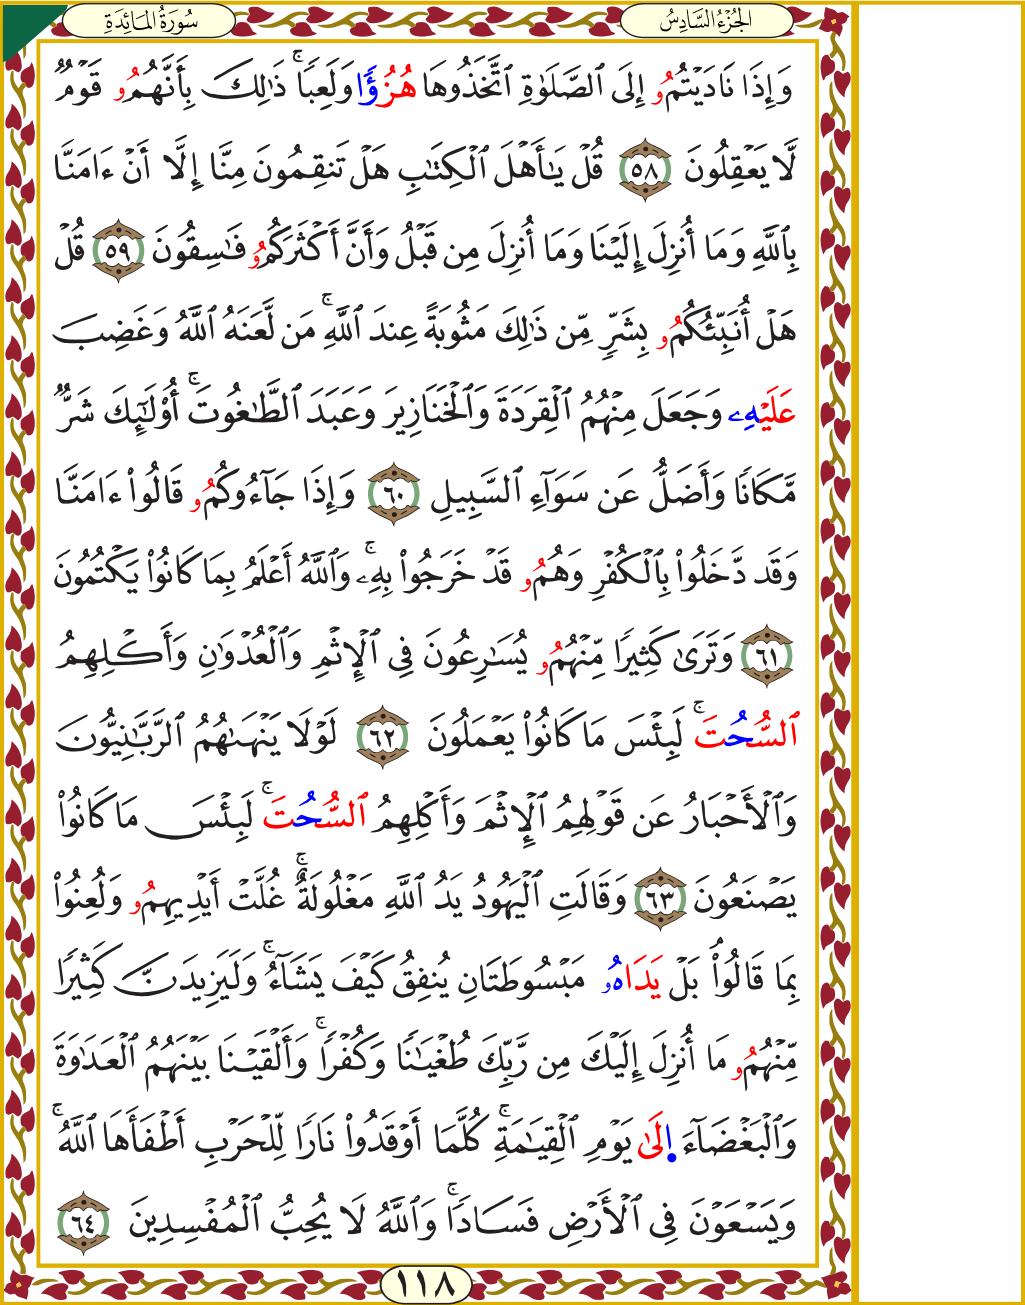 سُورَةُ المَائِدَةِ
الجُزْءُ السَّادِسُ
وَإِذَا نَادَيْتُمُۥ إِلَى ٱلصَّلَوٰةِ ٱتَّخَذُوهَا هُزُؤًا وَلَعِبًاۚ ذَٰلِكَ بِأَنَّهُمُۥ قَوْمٌ
لَّا يَعْقِلُونَ ٥٨ قُلْ يَٰأَهْلَ ٱلْكِتَٰبِ هَلْ تَنقِمُونَ مِنَّا إِلَّا أَنْ ءَامَنَّا
بِٱللَّهِ وَمَا أُنزِلَ إِلَيْنَا وَمَا أُنزِلَ مِن قَبْلُ وَأَنَّ أَكْثَرَكُمُۥ فَٰسِقُونَ ٥٩ قُلْ
هَلْ أُنَبِّئُكُمُۥ بِشَرٍّ مِّن ذَٰلِكَ مَثُوبَةً عِندَ ٱللَّهِۚ مَن لَّعَنَهُ ٱللَّهُ وَغَضِبَ
عَلَيْهِۦ وَجَعَلَ مِنْهُمُ ٱلْقِرَدَةَ وَٱلْخَنَازِيرَ وَعَبَدَ ٱلطَّٰغُوتَۚ أُوْلَٰٓئِكَ شَرٌّ
مَّكَانًا وَأَضَلُّ عَن سَوَآءِ ٱلسَّبِيلِ ٦٠ وَإِذَا جَآءُوكُمُۥ قَالُوٓاْ ءَامَنَّا
وَقَد دَّخَلُواْ بِٱلْكُفْرِ وَهُمُۥ قَدْ خَرَجُواْ بِهِۦۚ وَٱللَّهُ أَعْلَمُ بِمَا كَانُواْ يَكْتُمُونَ
٦١ وَتَرَىٰ كَثِيرًا مِّنْهُمُۥ يُسَٰرِعُونَ فِى ٱلْإِثْمِ وَٱلْعُدْوَٰنِ وَأَكْلِهِمُ
ٱلسُّحُتَۚ لَبِئْسَ مَا كَانُواْ يَعْمَلُونَ ٦٢ لَوْلَا يَنْهَىٰهُمُ ٱلرَّبَّٰنِيُّونَ
وَٱلْأَحْبَارُ عَن قَوْلِهِمُ ٱلْإِثْمَ وَأَكْلِهِمُ ٱلسُّحُتَۚ لَبِئْسَ مَا كَانُواْ
يَصْنَعُونَ ٦٣ وَقَالَتِ ٱلْيَهُودُ يَدُ ٱللَّهِ مَغْلُولَةٌۚ غُلَّتْ أَيْدِيهِمُۥ وَلُعِنُواْ
بِمَا قَالُواْۘ بَلْ يَدَاهُۥ مَبْسُوطَتَانِ يُنفِقُ كَيْفَ يَشَآءُۚ وَلَيَزِيدَنَّ كَثِيرًا
مِّنْهُمُۥ مَا أُنزِلَ إِلَيْكَ مِن رَّبِّكَ طُغْيَٰنًا وَكُفْرًاۚ وَأَلْقَيْنَا بَيْنَهُمُ ٱلْعَدَٰوَةَ
وَٱلْبَغْضَآءَ اِ۬لَىٰ يَوْمِ ٱلْقِيَٰمَةِۚ كُلَّمَا أَوْقَدُواْ نَارًا لِّلْحَرْبِ أَطْفَأَهَا ٱللَّهُۚ
وَيَسْعَوْنَ فِى ٱلْأَرْضِ فَسَادًاۚ وَٱللَّهُ لَا يُحِبُّ ٱلْمُفْسِدِينَ ٦٤
١١٨